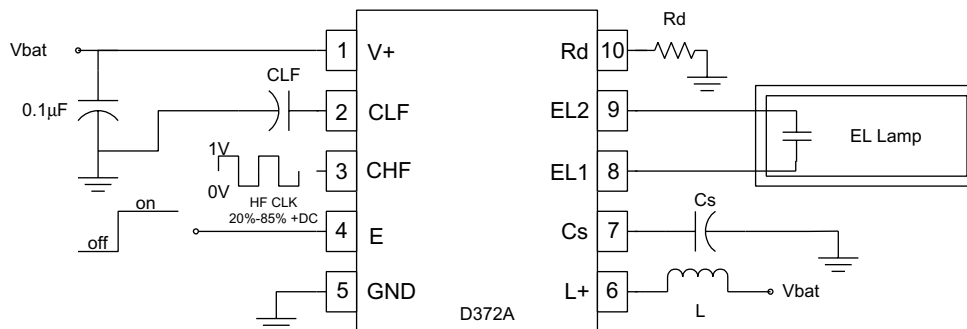 Vbat
0.1μF
CLF
1V
0V
HF CLK
20%-85% +DC
on
off
1 V+
2 CLF
3 CHF
4 E
5 GND
D372A
Rd 10
EL2 9
EL1 8
Cs 7
L+ 6
Rd
EL Lamp
Cs
L
Vbat